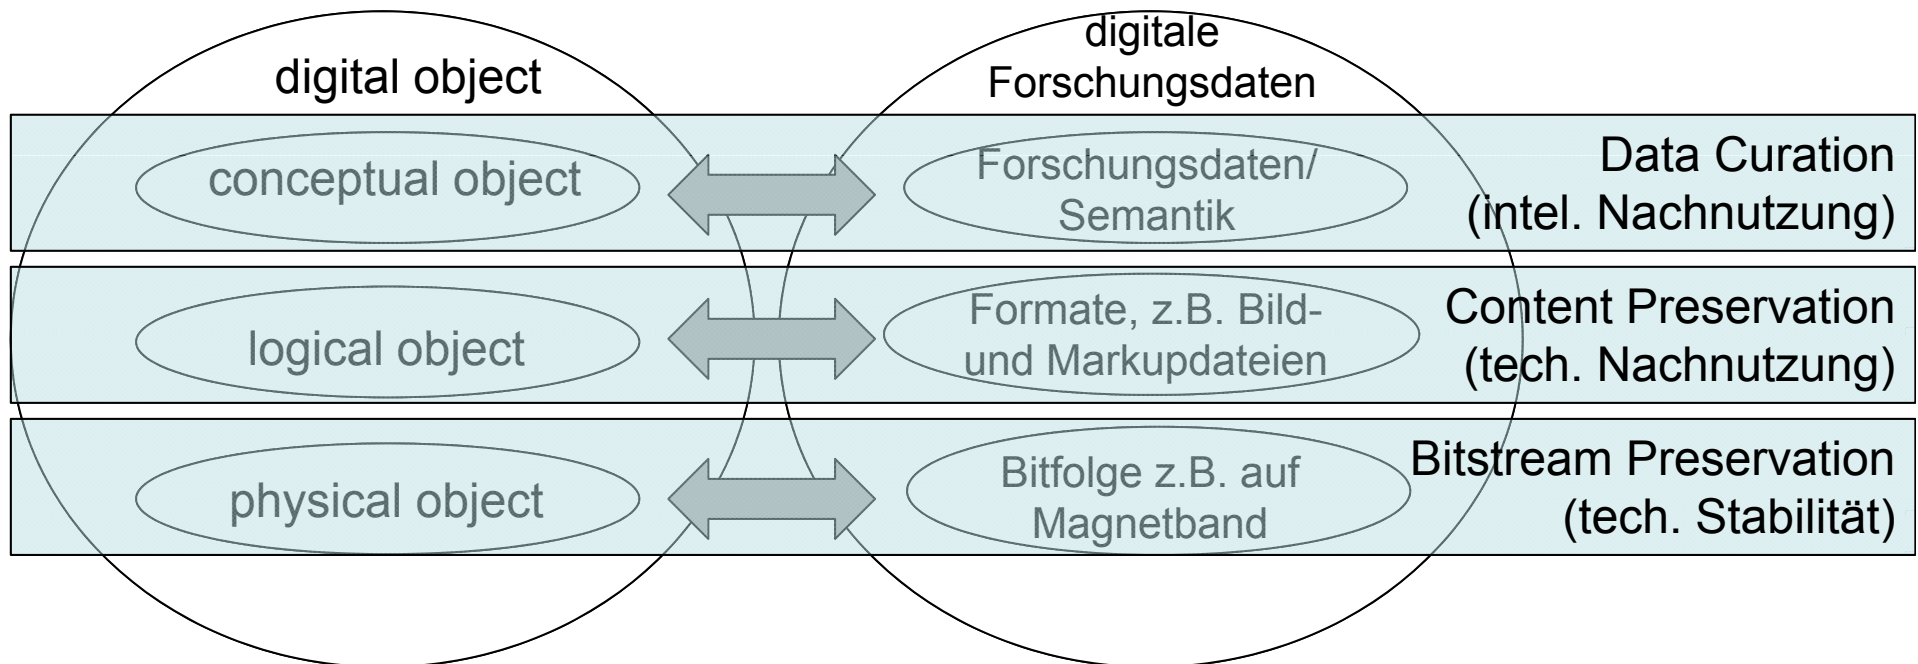 digital object
digitale
Forschungsdaten
conceptual object
Forschungsdaten/
Semantik
Data Curation
(intel. Nachnutzung)
logical object
Formate, z.B. Bild-
und Markupdateien
Content Preservation
(tech. Nachnutzung)
physical object
Bitfolge z.B. auf
Magnetband
Bitstream Preservation
(tech. Stabilität)